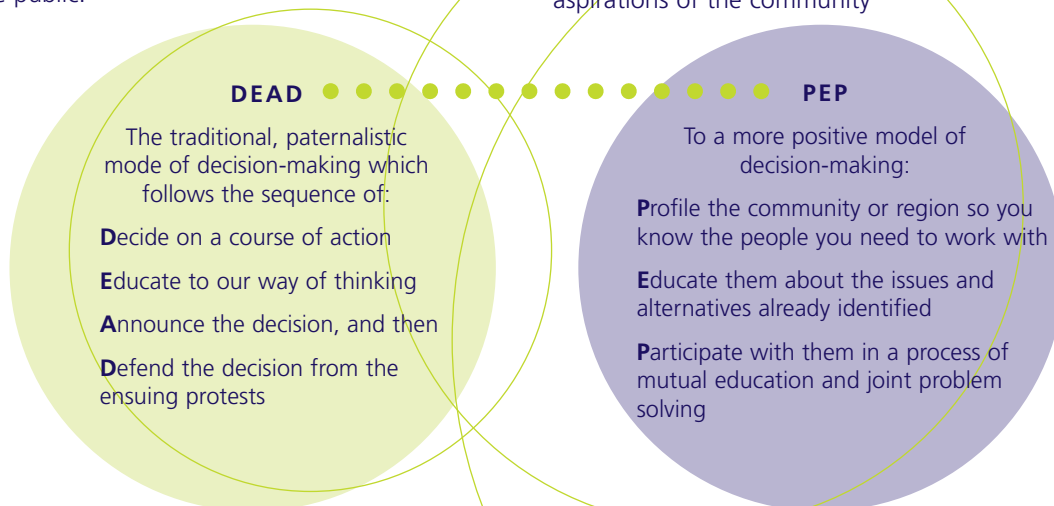 public.
aspirations of the community
DEAD
The traditional, paternalistic
mode of decision-making which
follows the sequence of:
Decide on a course of action
Educate to our way of thinking
Announce the decision, and then
Defend the decision from the
ensuing protests
PEP
To a more positive model of
decision-making:
Profile the community or region so you
know the people you need to work with
Educate them about the issues and
alternatives already identified
Participate with them in a process of
mutual education and joint problem
solving